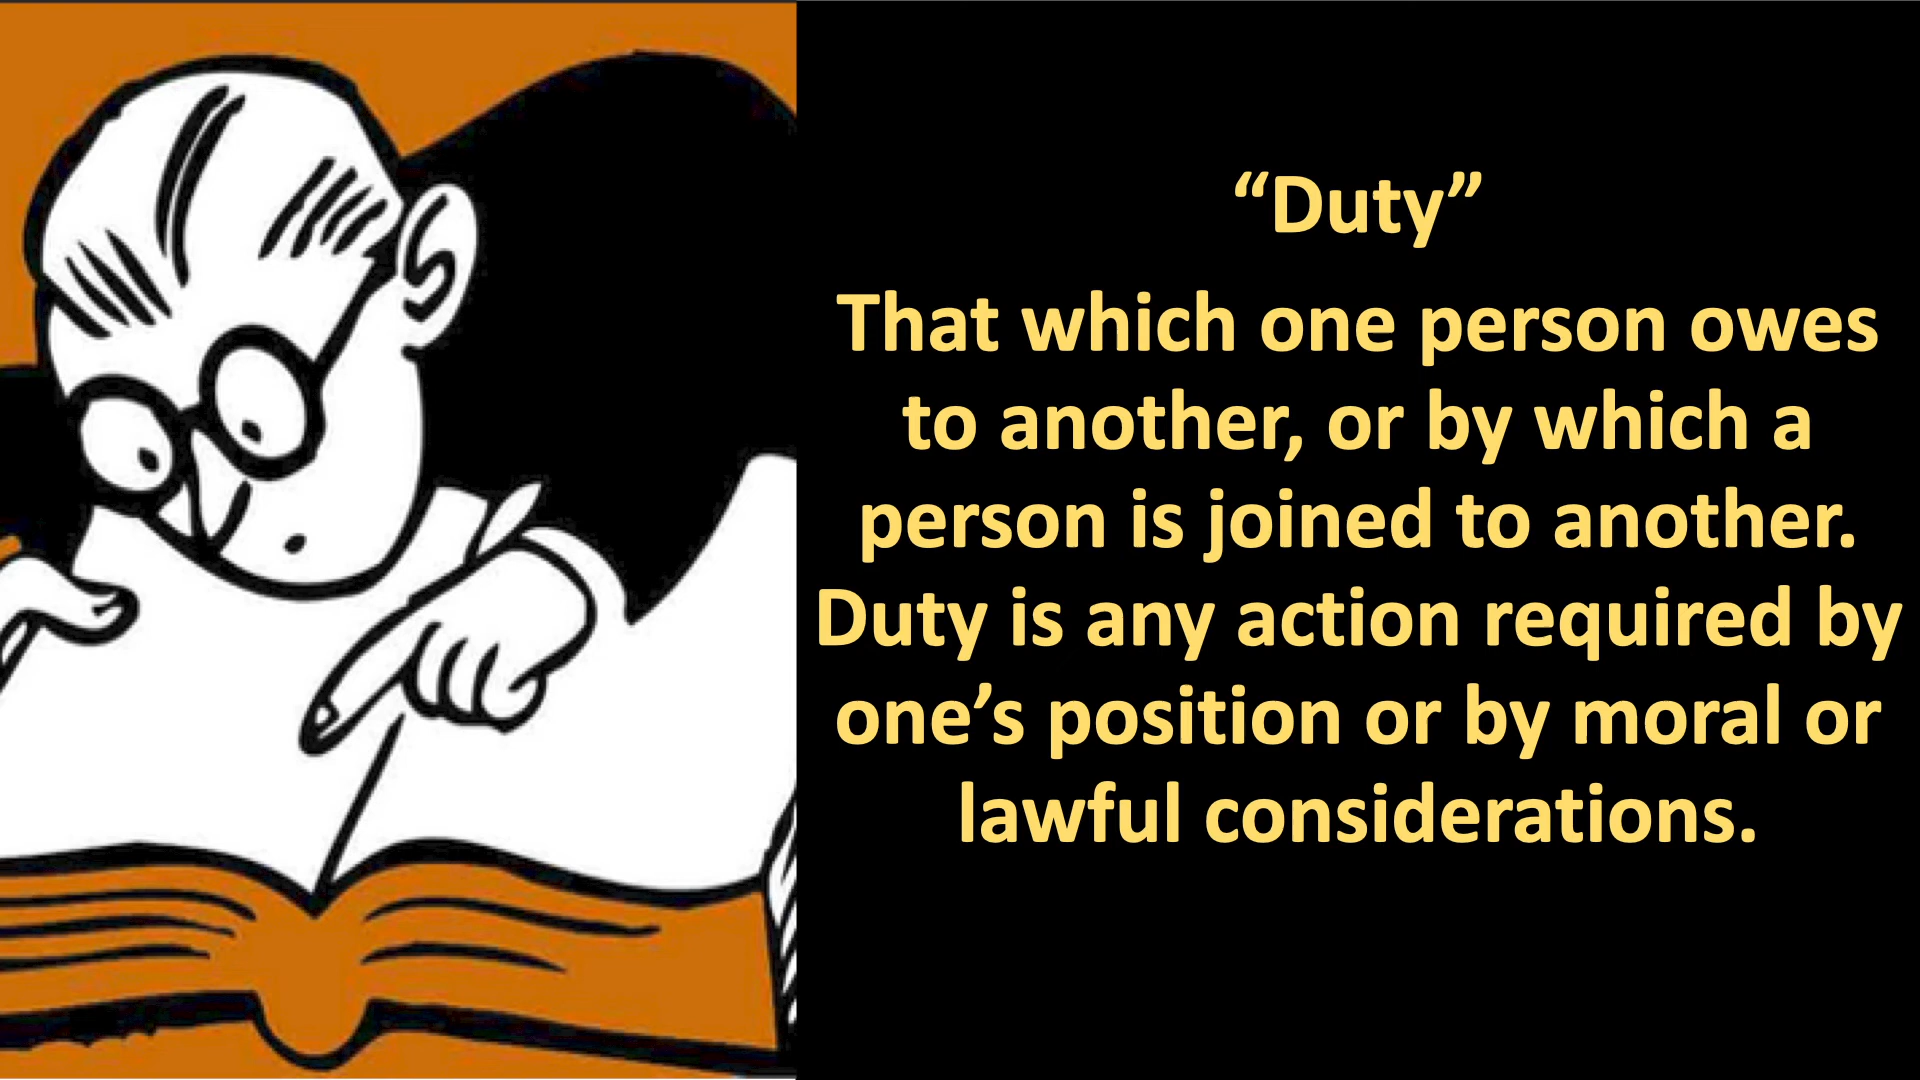 “Duty”
That which one person owes
to another, or by which a
person is joined to another.
Duty is any action required by
one’s position or by moral or
lawful considerations.